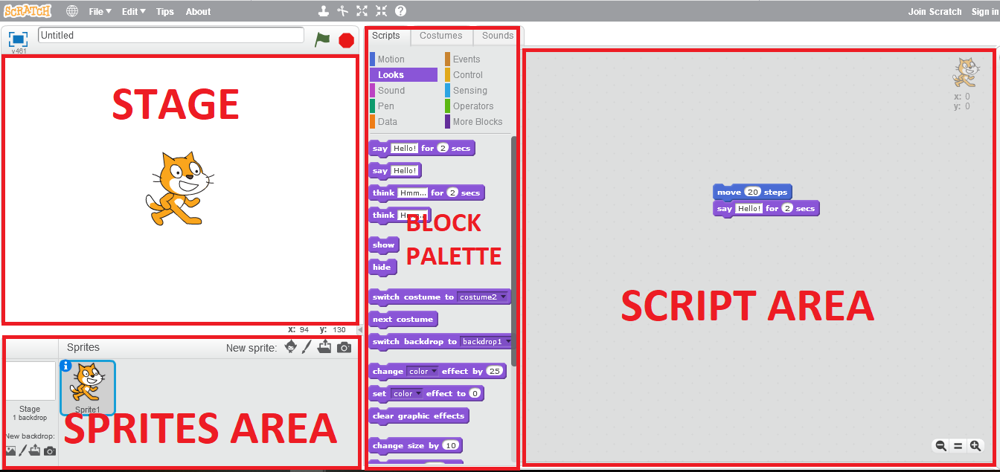 SCRATCH File Edit Tips About Join Scratch Sign in
Untitled
v461
Scripts Costumes Sounds
Motion Events
Looks Control
Sound Sensing
Pen Operators
Data More Blocks
x: 0
y: 0
STAGE
say Hello! for 2 secs
say Hello!
think Hmm... for 2 secs
think
show
hide
BLOCK
PALETTE
switch costume to costume2
next costume
switch backdrop to backdrop1
change color effect by 25
set color effect to 0
clear graphic effects
change size by 10
move 20 steps
say Hello! for 2 secs
SCRIPT AREA
x: 94 y: 130
Sprites New sprite:
Sprite1
Stage
1 backdrop
New backdrop:
SPRITES AREA